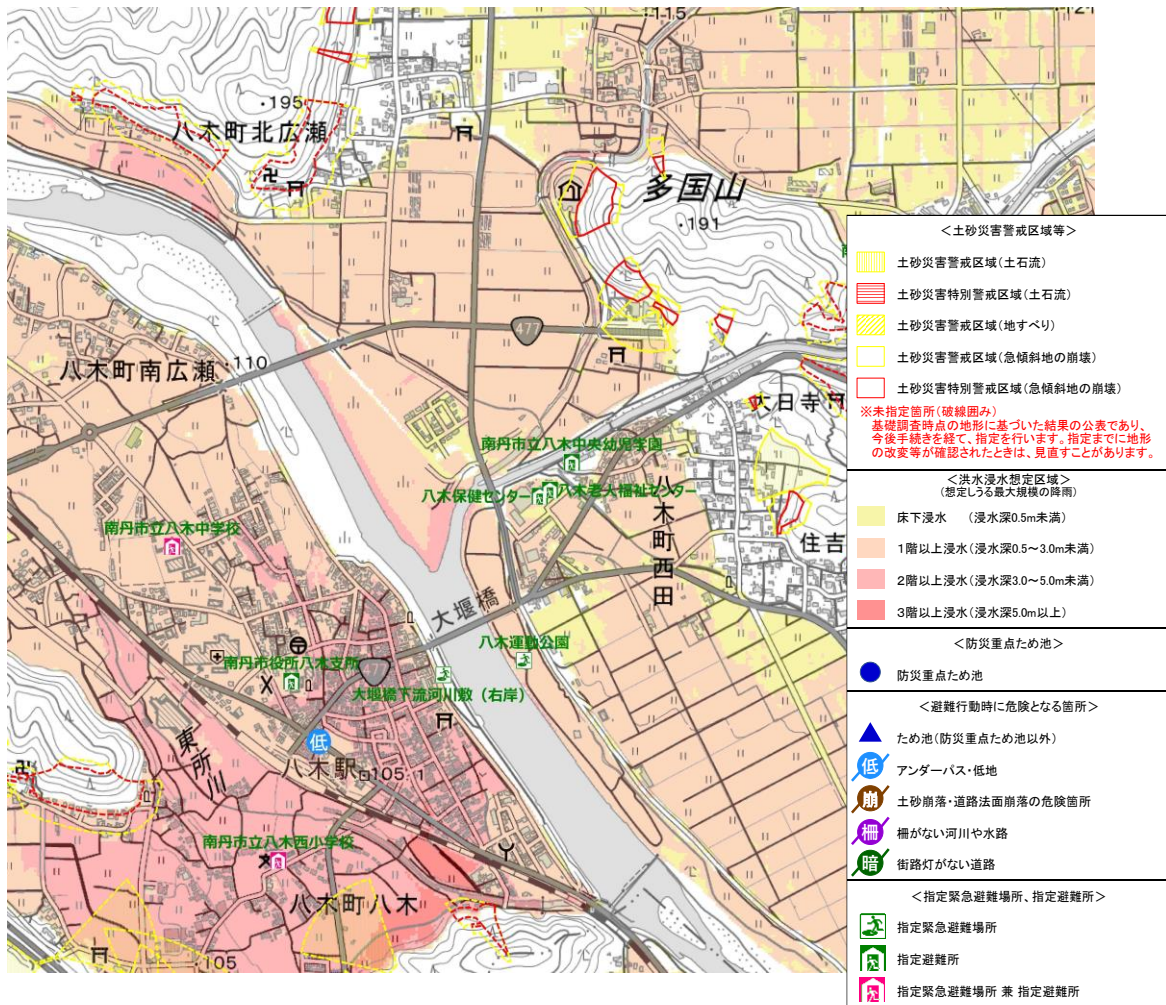 115
121
・195
八木町北広瀬
多国山
・191
477
八木町南広瀬
・110
大日寺
南丹市立八木中央幼児学園
八木保健センター
八木老人福祉センター
八木町西田
住吉
南丹市立八木中学校
大堰橋
八木運動公園
南丹市役所八木支所
大堰橋下流河川敷（右岸）
東所川
低
八木駅
105.1
南丹市立八木西小学校
八木町八木
・105
＜土砂災害警戒区域等＞
土砂災害警戒区域（土石流）
土砂災害特別警戒区域（土石流）
土砂災害警戒区域（地すべり）
土砂災害警戒区域（急傾斜地の崩壊）
土砂災害特別警戒区域（急傾斜地の崩壊）
※未指定箇所（破線囲み）
基礎調査時点の地形に基づいた結果の公表であり、
今後手続きを経て、指定を行います。指定までに地形
の改変等が確認されたときは、見直すことがあります。
＜洪水浸水想定区域＞
（想定しうる最大規模の降雨）
床下浸水　（浸水深0.5m未満）
1階以上浸水（浸水深0.5～3.0m未満）
2階以上浸水（浸水深3.0～5.0m未満）
3階以上浸水（浸水深5.0m以上）
＜防災重点ため池＞
防災重点ため池
＜避難行動時に危険となる箇所＞
ため池（防災重点ため池以外）
低 アンダーパス・低地
崩 土砂崩落・道路法面崩落の危険箇所
柵 柵がない河川や水路
暗 街路灯がない道路
＜指定緊急避難場所、指定避難所＞
指定緊急避難場所
指定避難所
指定緊急避難場所 兼 指定避難所